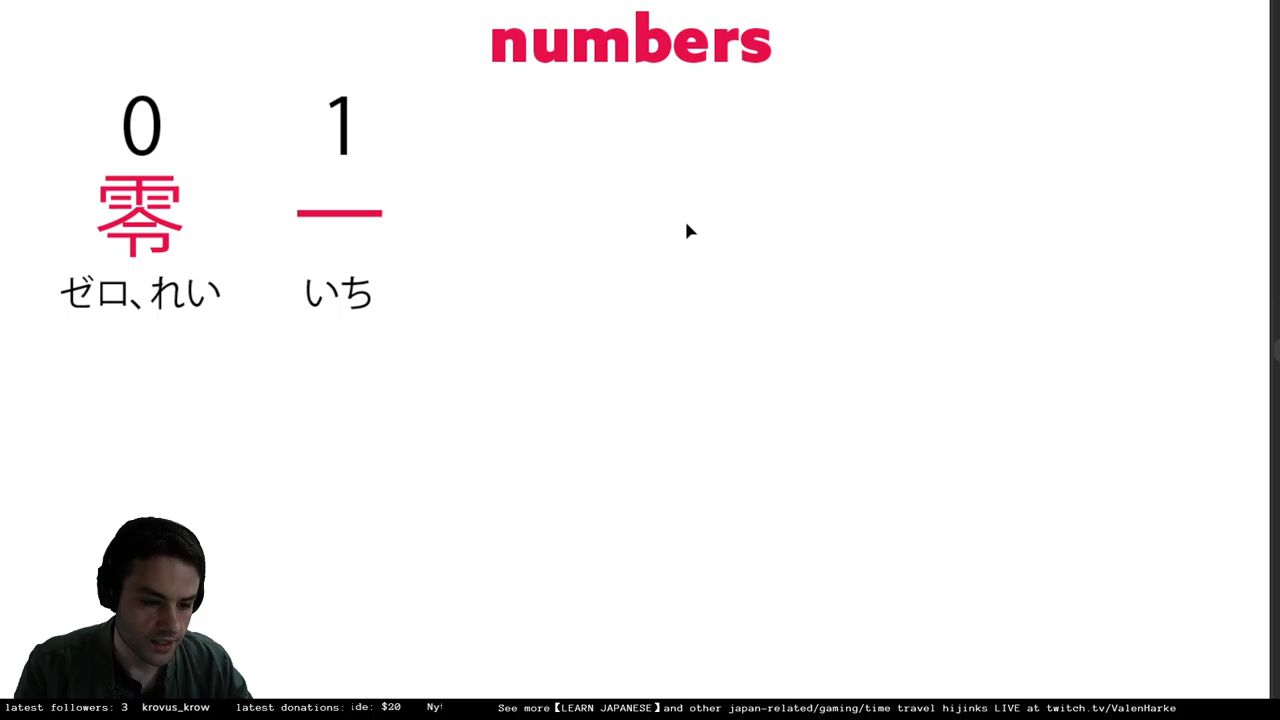 numbers
0 1
零 一
ゼロ、れい いち
latest followers: 3 krovus_krow latest donations: ide: $20 Ny See more【LEARN JAPANESE】and other japan-related/gaming/time travel hijinks LIVE at twitch.tv/ValenHarke